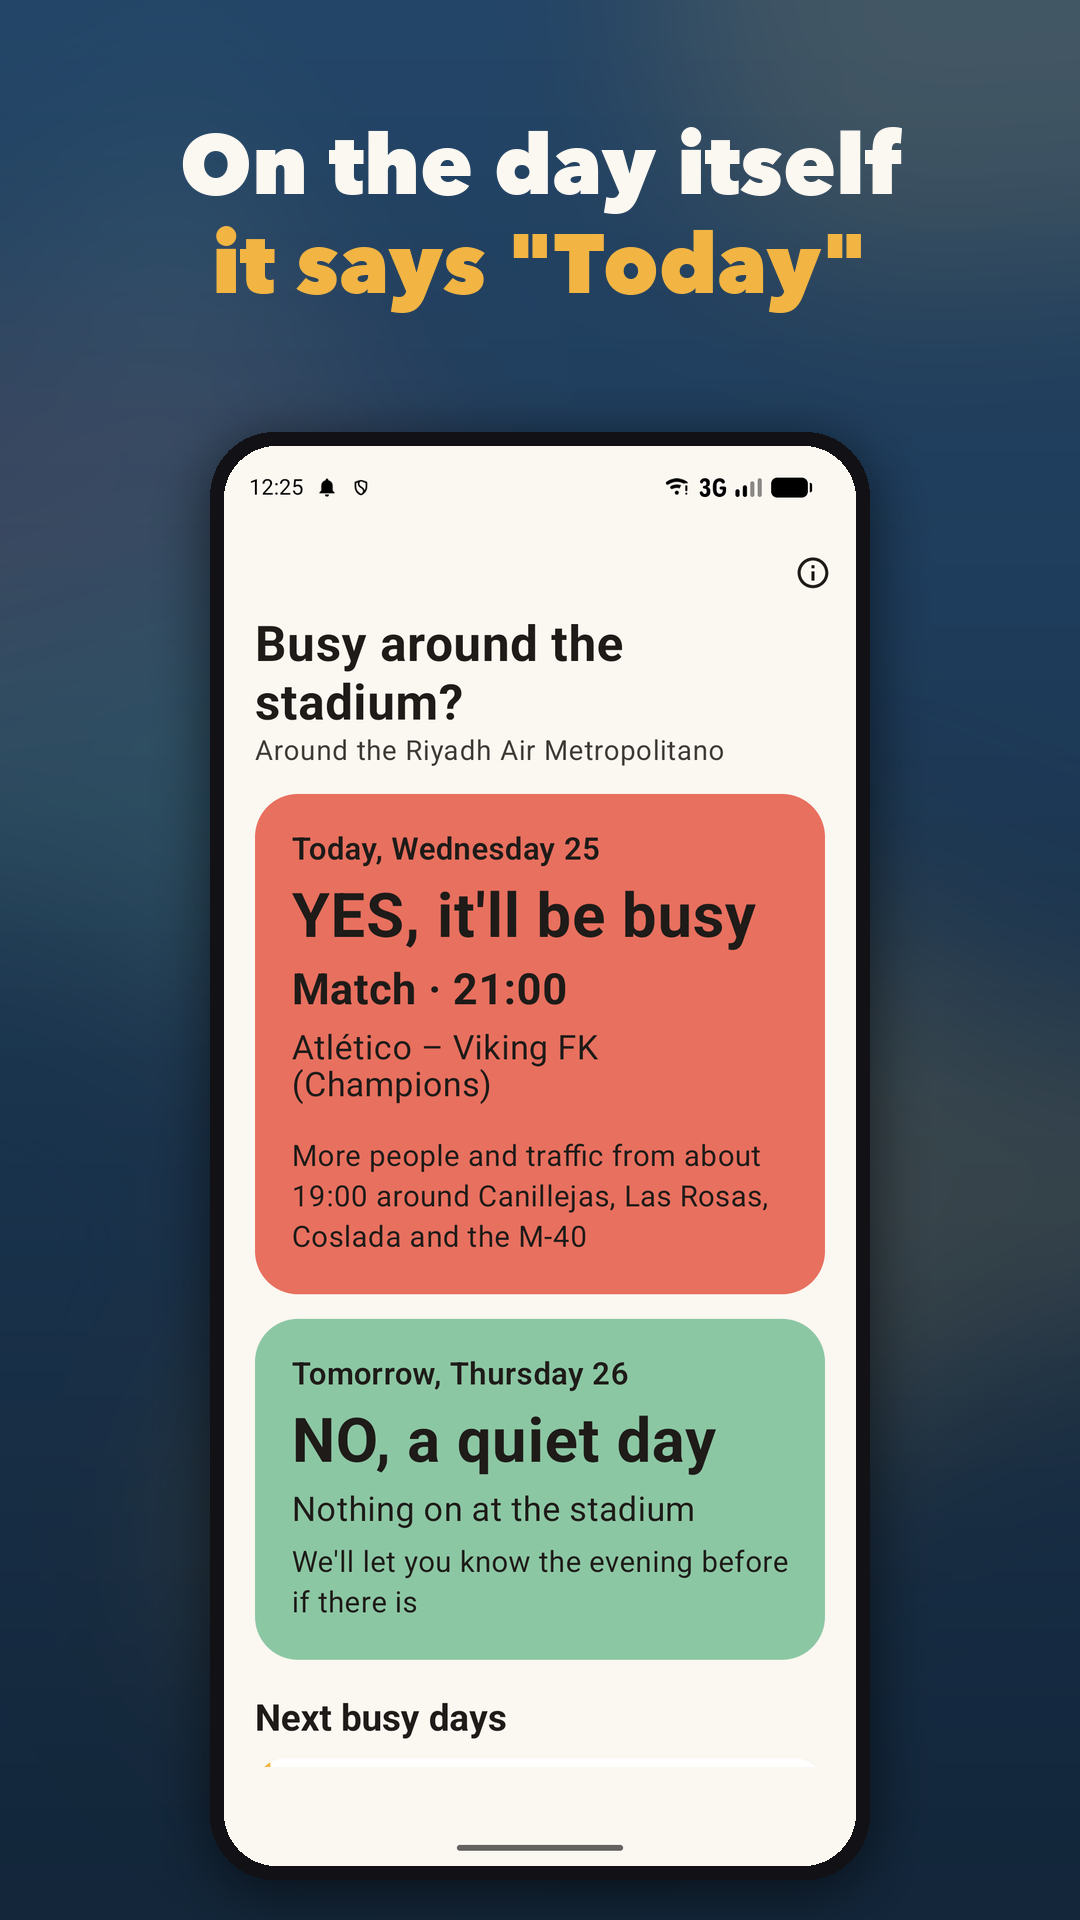 On the day itself
it says "Today"
12:25
3G
Busy around the
stadium?
Around the Riyadh Air Metropolitano
Today, Wednesday 25
YES, it'll be busy
Match · 21:00
Atlético – Viking FK
(Champions)
More people and traffic from about
19:00 around Canillejas, Las Rosas,
Coslada and the M-40
Tomorrow, Thursday 26
NO, a quiet day
Nothing on at the stadium
We'll let you know the evening before
if there is
Next busy days